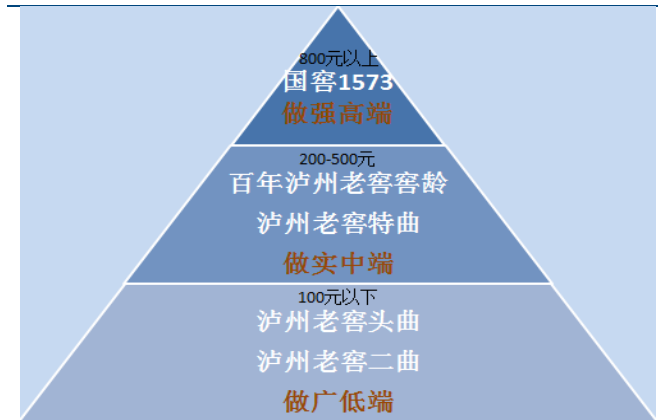 800元以上
国窖1573
做强高端
200-500元
百年泸州老窖窖龄
泸州老窖特曲
做实中端
100元以下
泸州老窖头曲
泸州老窖二曲
做广低端